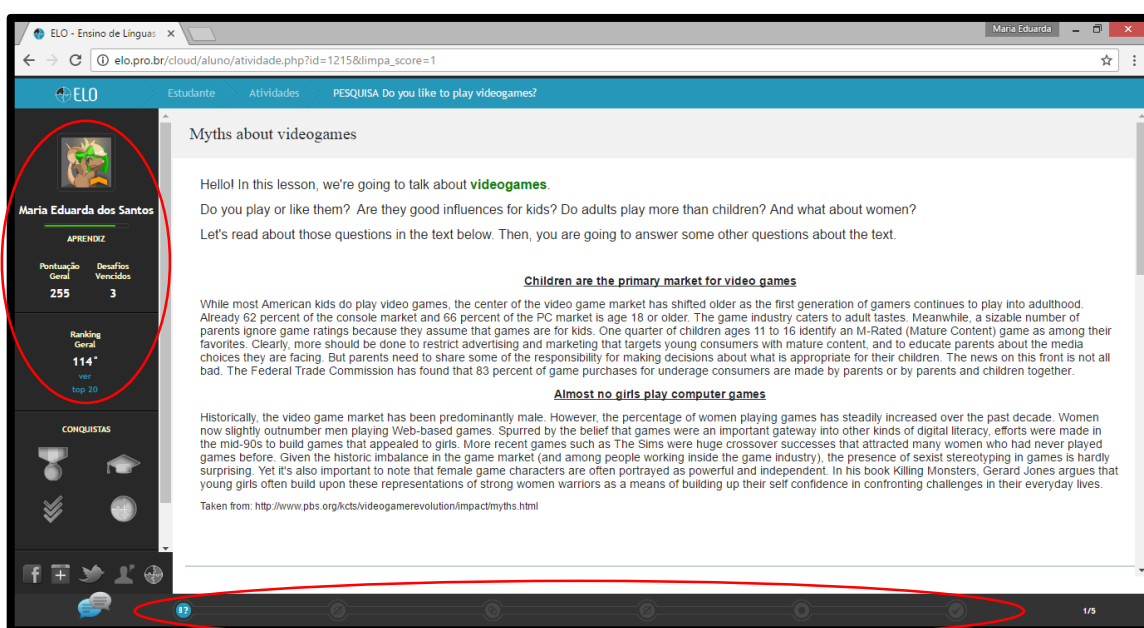 ELO - Ensino de Línguas
Maria Eduarda
elo.pro.br/cloud/aluno/atividade.php?id=1215&limpa_score=1
ELO Estudante Atividades PESQUISA Do you like to play videogames?
Maria Eduarda dos Santos
APRENDIZ
Pontuação Geral
255
Desafios Vencidos
3
Ranking Geral
114°
ver
top 20
CONQUISTAS
Myths about videogames
Hello! In this lesson, we're going to talk about videogames.
Do you play or like them? Are they good influences for kids? Do adults play more than children? And what about women?
Let's read about those questions in the text below. Then, you are going to answer some other questions about the text.
Children are the primary market for video games
While most American kids do play video games, the center of the video game market has shifted older as the first generation of gamers continues to play into adulthood.
Already 62 percent of the console market and 66 percent of the PC market is age 18 or older. The game industry caters to adult tastes. Meanwhile, a sizable number of
parents ignore game ratings because they assume that games are for kids. One quarter of children ages 11 to 16 identify an M-Rated (Mature Content) game as among their
favorites. Clearly, more should be done to restrict advertising and marketing that targets young consumers with mature content, and to educate parents about the media
choices they are facing. But parents need to share some of the responsibility for making decisions about what is appropriate for their children. The news on this front is not all
bad. The Federal Trade Commission has found that 83 percent of game purchases for underage consumers are made by parents or by parents and children together.
Almost no girls play computer games
Historically, the video game market has been predominantly male. However, the percentage of women playing games has steadily increased over the past decade. Women
now slightly outnumber men playing Web-based games. Spurred by the belief that games were an important gateway into other kinds of digital literacy, efforts were made in
the mid-90s to build games that appealed to girls. More recent games such as The Sims were huge crossover successes that attracted many women who had never played
games before. Given the historic imbalance in the game market (and among people working inside the game industry), the presence of sexist stereotyping in games is hardly
surprising. Yet it's also important to note that female game characters are often portrayed as powerful and independent. In his book Killing Monsters, Gerard Jones argues that
young girls often build upon these representations of strong women warriors as a means of building up their self confidence in confronting challenges in their everyday lives.
Taken from: http://www.pbs.org/kcts/videogamerevolution/impact/myths.html
1/5